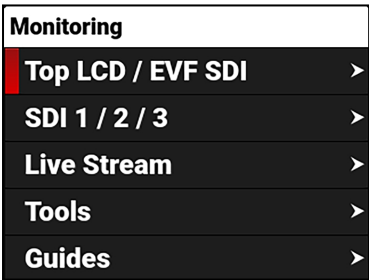 Monitoring
Top LCD / EVF SDI
SDI 1 / 2 / 3
Live Stream
Tools
Guides